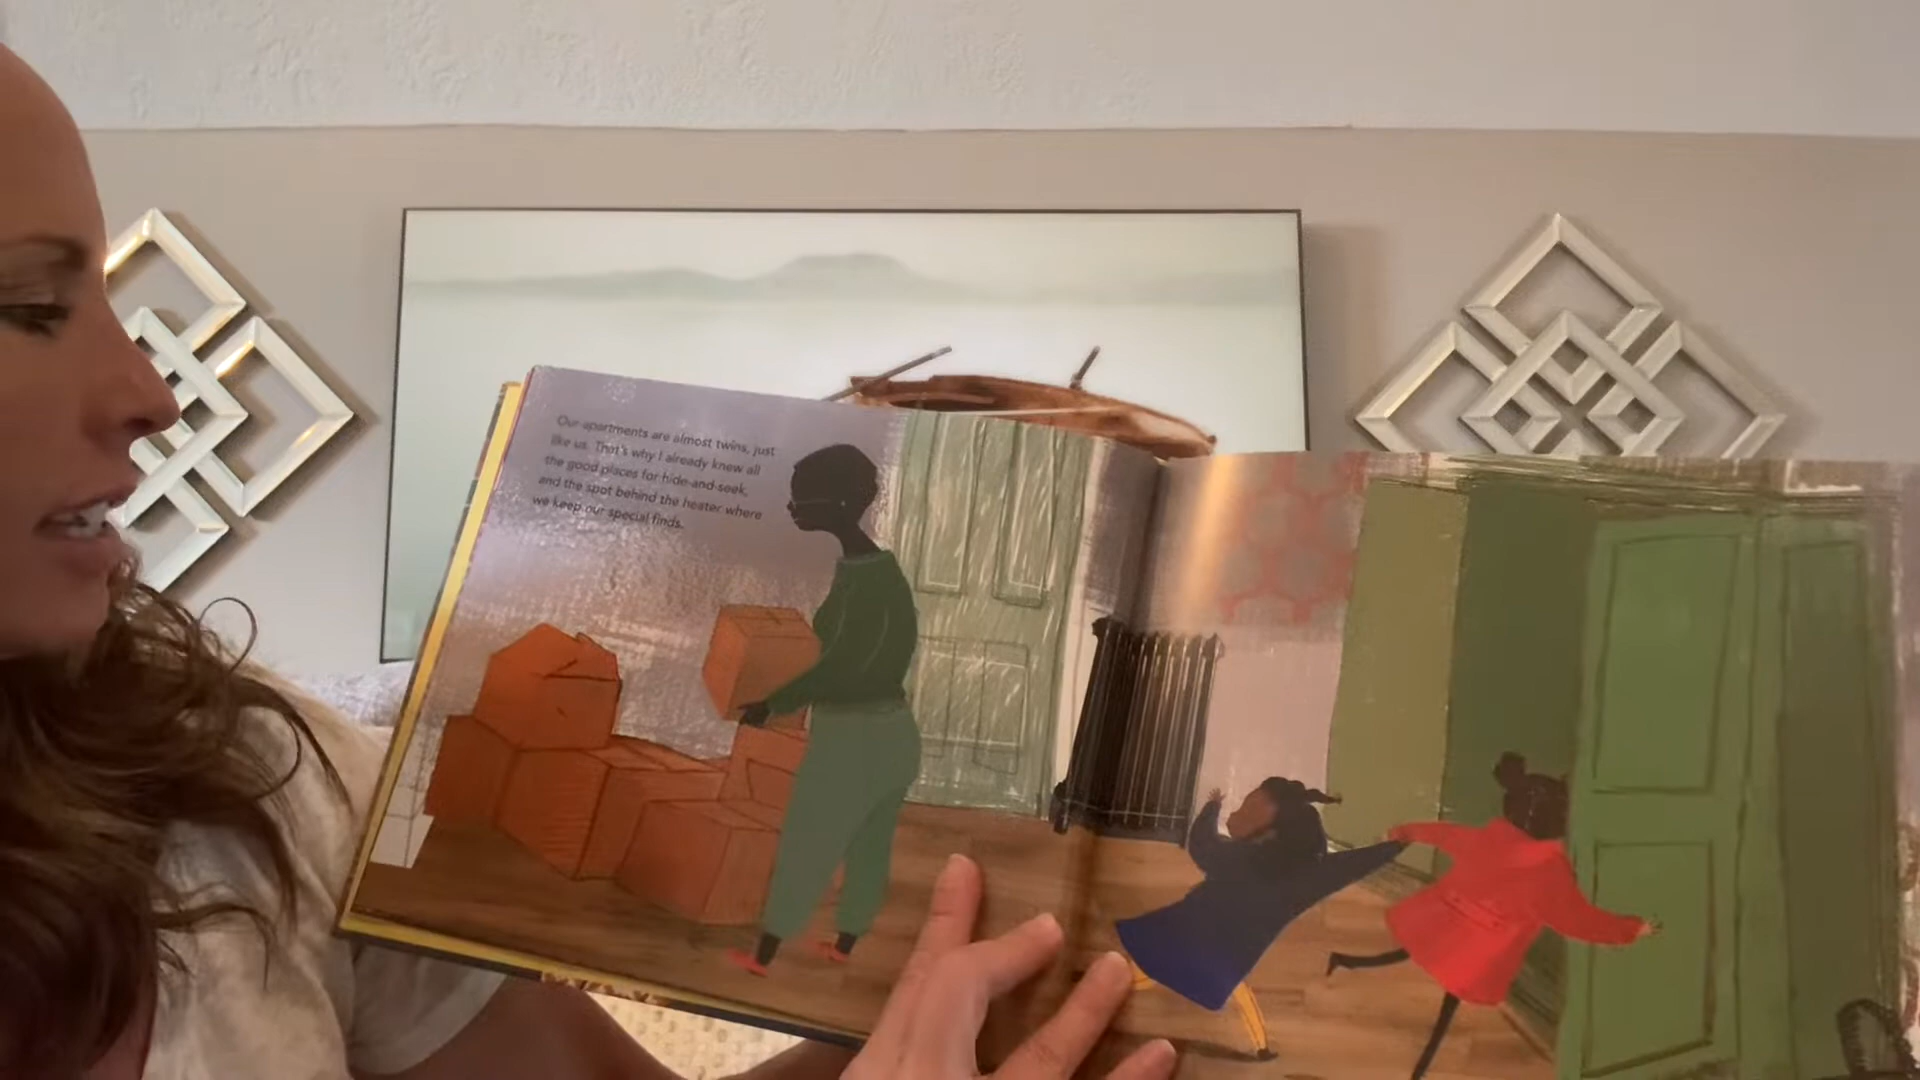 Our apartments are almost twins, just
like us. That's why I already knew all
the good places for hide-and-seek,
and the spot behind the heater where
we keep our special finds.